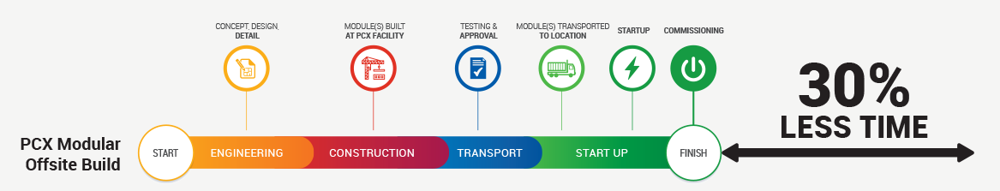 CONCEPT, DESIGN,
DETAIL
MODULE(S) BUILT
AT PCX FACILITY
TESTING &
APPROVAL
MODULE(S) TRANSPORTED
TO LOCATION
STARTUP
COMMISSIONING
30%
LESS TIME
PCX Modular
Offsite Build
START
ENGINEERING
CONSTRUCTION
TRANSPORT
START UP
FINISH